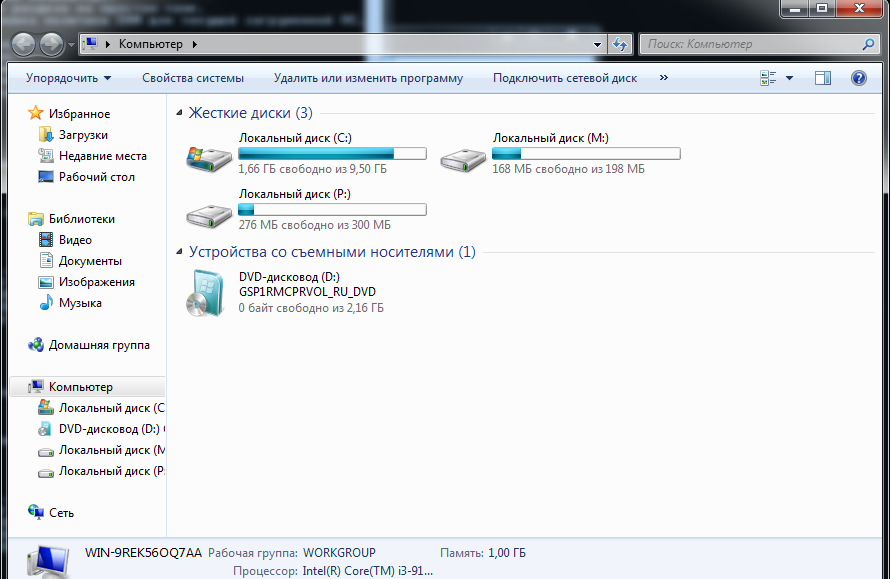 Компьютер
Поиск: Компьютер
Упорядочить
Свойства системы
Удалить или изменить программу
Подключить сетевой диск
»
Избранное
Загрузки
Недавние места
Рабочий стол
Библиотеки
Видео
Документы
Изображения
Музыка
Домашняя группа
Компьютер
Локальный диск (C
DVD-дисковод (D:)
Локальный диск (M
Локальный диск (P:
Сеть
Жесткие диски (3)
Локальный диск (C:)
1,66 ГБ свободно из 9,50 ГБ
Локальный диск (M:)
168 МБ свободно из 198 МБ
Локальный диск (P:)
276 МБ свободно из 300 МБ
Устройства со съемными носителями (1)
DVD-дисковод (D:)
GSP1RMCPRVOL_RU_DVD
0 байт свободно из 2,16 ГБ
WIN-9REK56OQ7AA Рабочая группа: WORKGROUP Память: 1,00 ГБ
Процессор: Intel(R) Core(TM) i3-91...